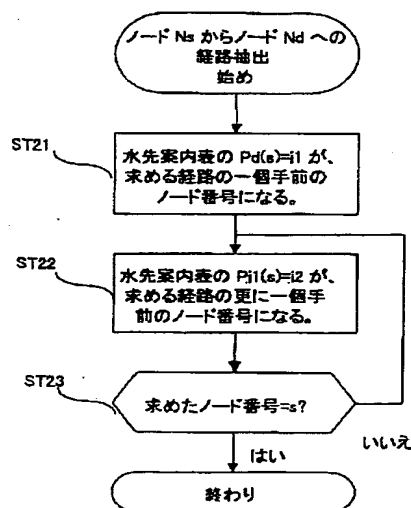 ノード Ns からノード Nd への
経路抽出
始め
ST21
水先案内表の Pd(s)=i1 が、
求める経路の一個手前の
ノード番号になる。
ST22
水先案内表の Pi1(s)=i2 が、
求める経路の更に一個手
前のノード番号になる。
ST23
求めたノード番号=s?
いいえ
はい
終わり